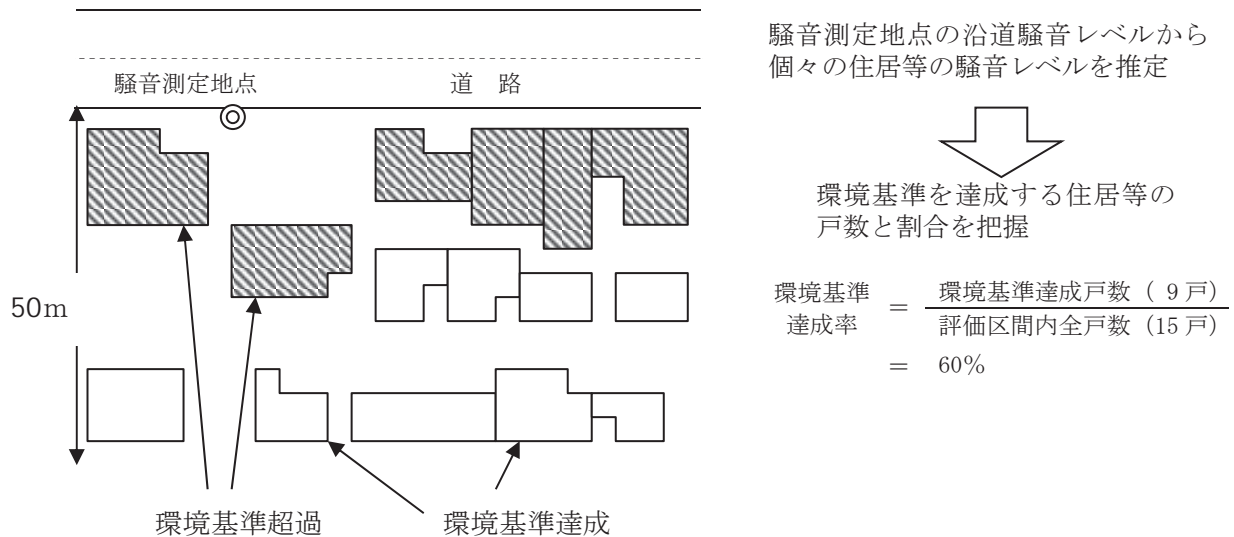 騒音測定地点
道 路
50m
環境基準超過
環境基準達成
騒音測定地点の沿道騒音レベルから
個々の住居等の騒音レベルを推定
環境基準を達成する住居等の
戸数と割合を把握
環境基準
達成率
=
環境基準達成戸数( 9 戸)
評価区間内全戸数(15 戸)
= 60%